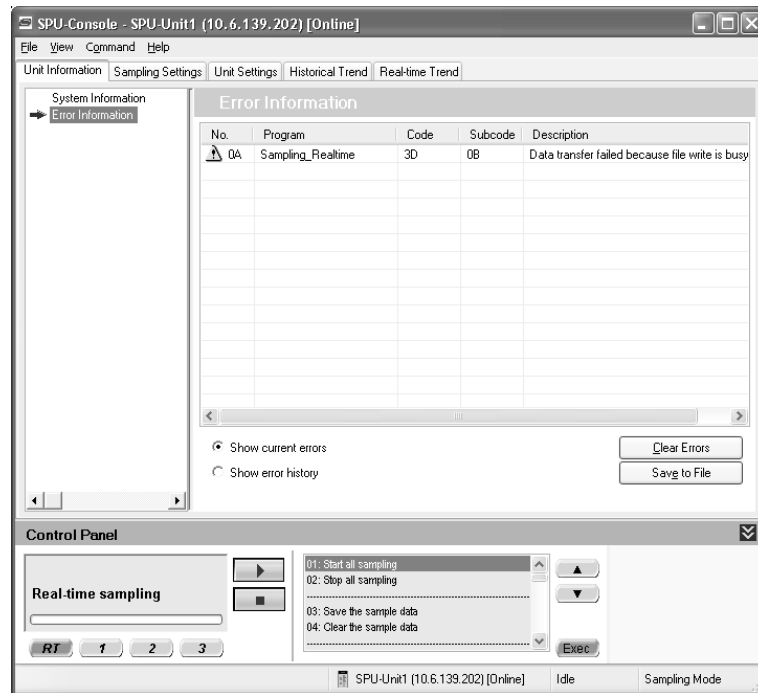 SPU-Console - SPU-Unit1 (10.6.139.202) [Online]
File View Command Help
Unit Information Sampling Settings Unit Settings Historical Trend Real-time Trend
System Information
Error Information
Error Information
No. Program Code Subcode Description
0A Sampling_Realtime 3D 0B Data transfer failed because file write is busy
Show current errors
Clear Errors
Show error history
Save to File
Control Panel
Real-time sampling
01: Start all sampling
02: Stop all sampling
03: Save the sample data
04: Clear the sample data
RT 1 2 3
Exec
SPU-Unit1 (10.6.139.202) [Online] Idle Sampling Mode